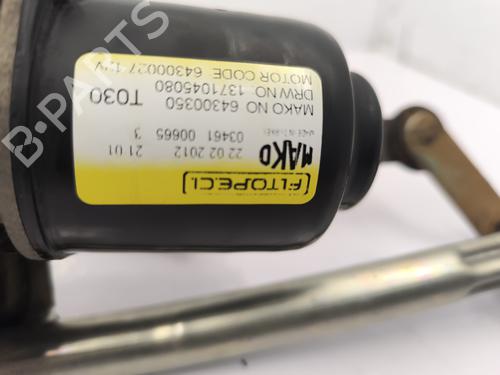 MOTOR CODE 64300027 12V
DRW NO: 1371045080
MAKO NO 64300350
T030
03461 00665 3
22 02 2012 21 01
MAKO
B-PARTS